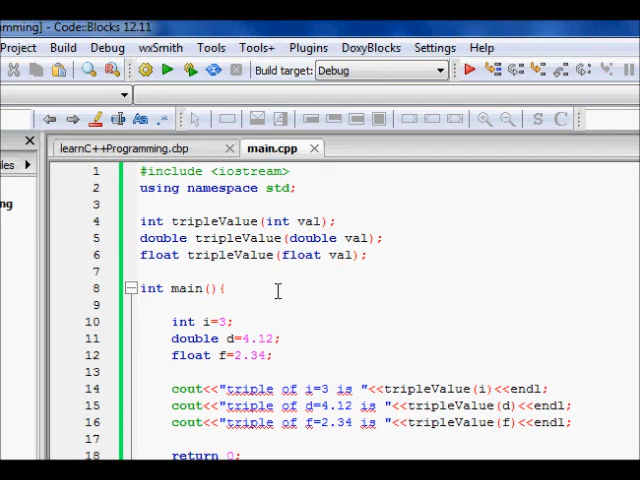 ramming] - Code::Blocks 12.11
Project Build Debug wxSmith Tools Tools+ Plugins DoxyBlocks Settings Help
Build target: Debug
Aa .* S C
learnC++Programming.cbp main.cpp
les
ng
1 #include <iostream>
2 using namespace std;
3
4 int tripleValue(int val);
5 double tripleValue(double val);
6 float tripleValue(float val);
7
8 int main(){
9
10 int i=3;
11 double d=4.12;
12 float f=2.34;
13
14 cout<<"triple of i=3 is "<<tripleValue(i)<<endl;
15 cout<<"triple of d=4.12 is "<<tripleValue(d)<<endl;
16 cout<<"triple of f=2.34 is "<<tripleValue(f)<<endl;
17
18 return 0;